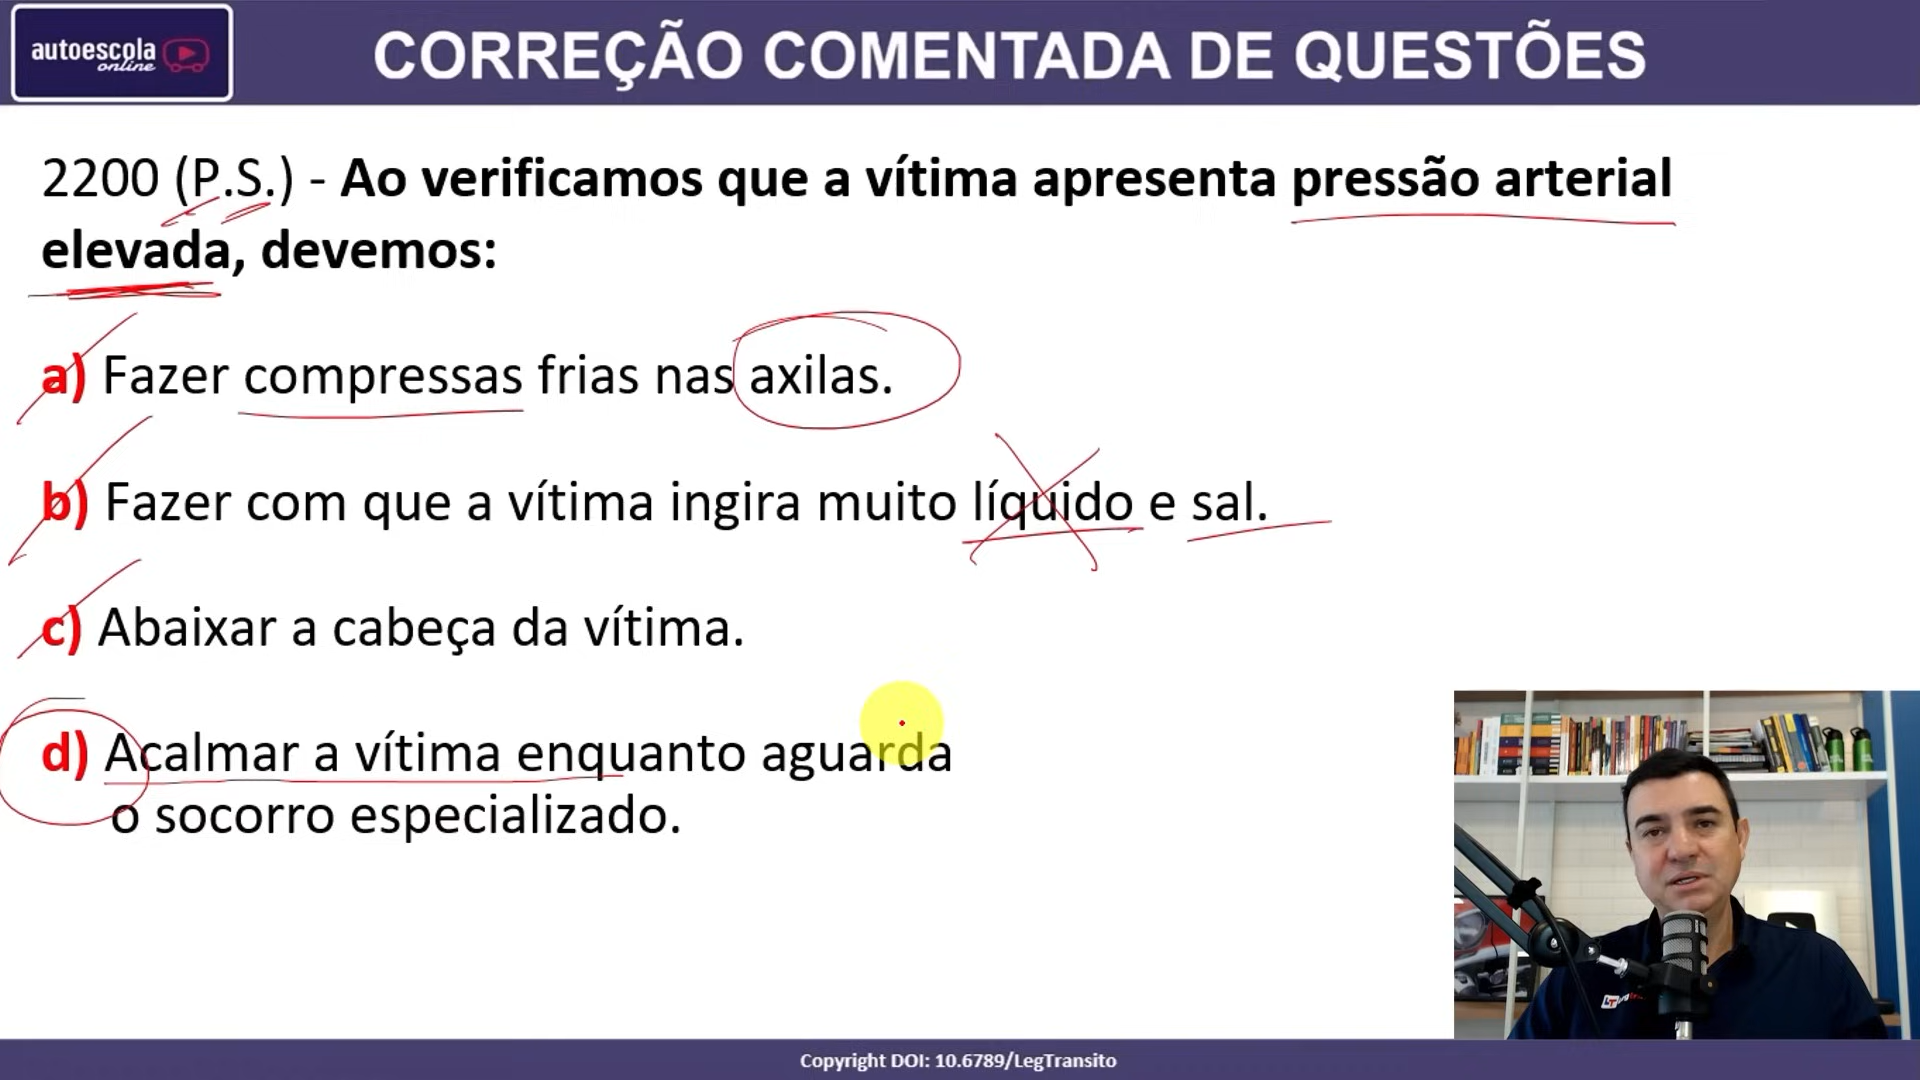 autoescola
online
CORREÇÃO COMENTADA DE QUESTÕES
2200 (P.S.) - Ao verificamos que a vítima apresenta pressão arterial
elevada, devemos:
a) Fazer compressas frias nas axilas.
b) Fazer com que a vítima ingira muito líquido e sal.
c) Abaixar a cabeça da vítima.
d) Acalmar a vítima enquanto aguarda
o socorro especializado.
Copyright DOI: 10.6789/LegTransito